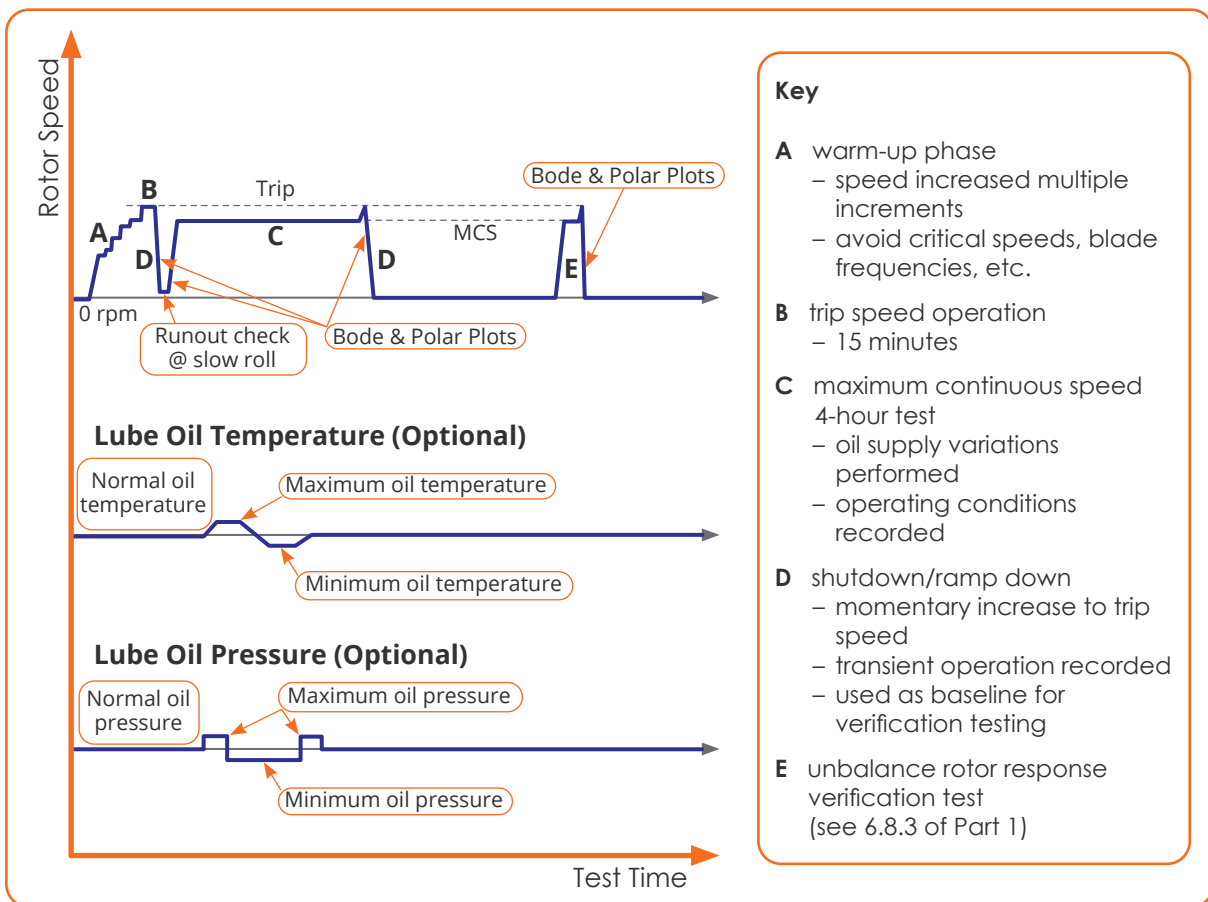 Rotor Speed
B
Trip
Bode & Polar Plots
A
D
C
MCS
D
E
0 rpm
Runout check
@ slow roll
Bode & Polar Plots
Lube Oil Temperature (Optional)
Normal oil
temperature
Maximum oil temperature
Minimum oil temperature
Lube Oil Pressure (Optional)
Normal oil
pressure
Maximum oil pressure
Minimum oil pressure
Test Time
Key
A warm-up phase
– speed increased multiple
increments
– avoid critical speeds, blade
frequencies, etc.
B trip speed operation
– 15 minutes
C maximum continuous speed
4-hour test
– oil supply variations
performed
– operating conditions
recorded
D shutdown/ramp down
– momentary increase to trip
speed
– transient operation recorded
– used as baseline for
verification testing
E unbalance rotor response
verification test
(see 6.8.3 of Part 1)